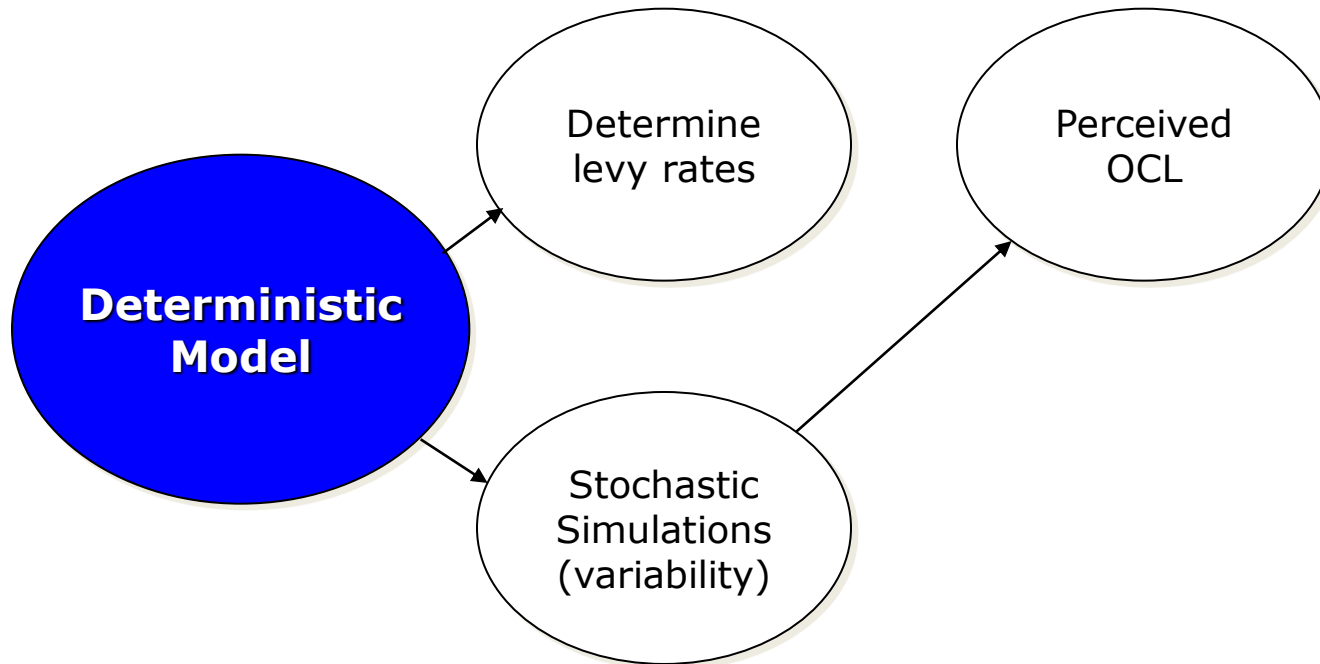 Determine
levy rates
Perceived
OCL
Deterministic
Model
Stochastic
Simulations
(variability)